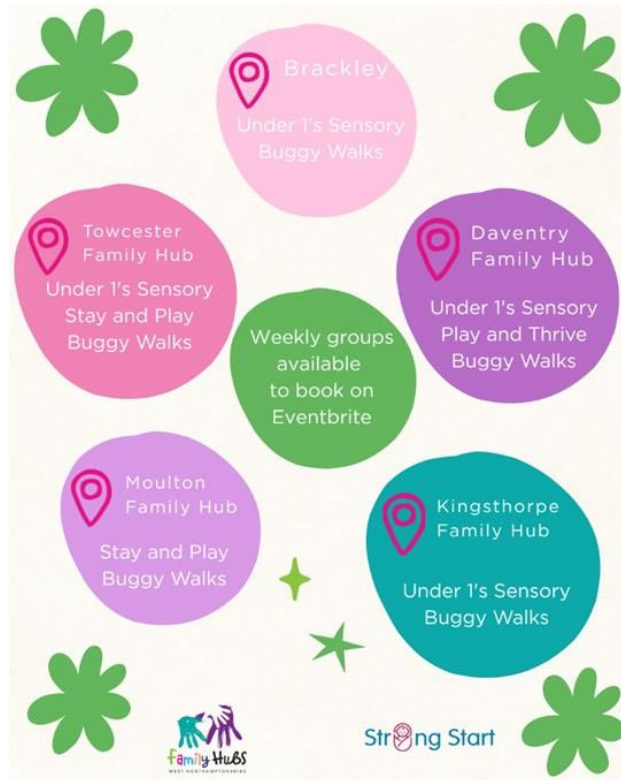 Brackley
Under 1's Sensory
Buggy Walks
Towcester
Family Hub
Under 1's Sensory
Stay and Play
Buggy Walks
Daventry
Family Hub
Under 1's Sensory
Play and Thrive
Buggy Walks
Weekly groups
available
to book on
Eventbrite
Moulton
Family Hub
Stay and Play
Buggy Walks
Kingsthorpe
Family Hub
Under 1's Sensory
Buggy Walks
family HUBS
WEST NORTHAMPTONSHIRE
Strong Start